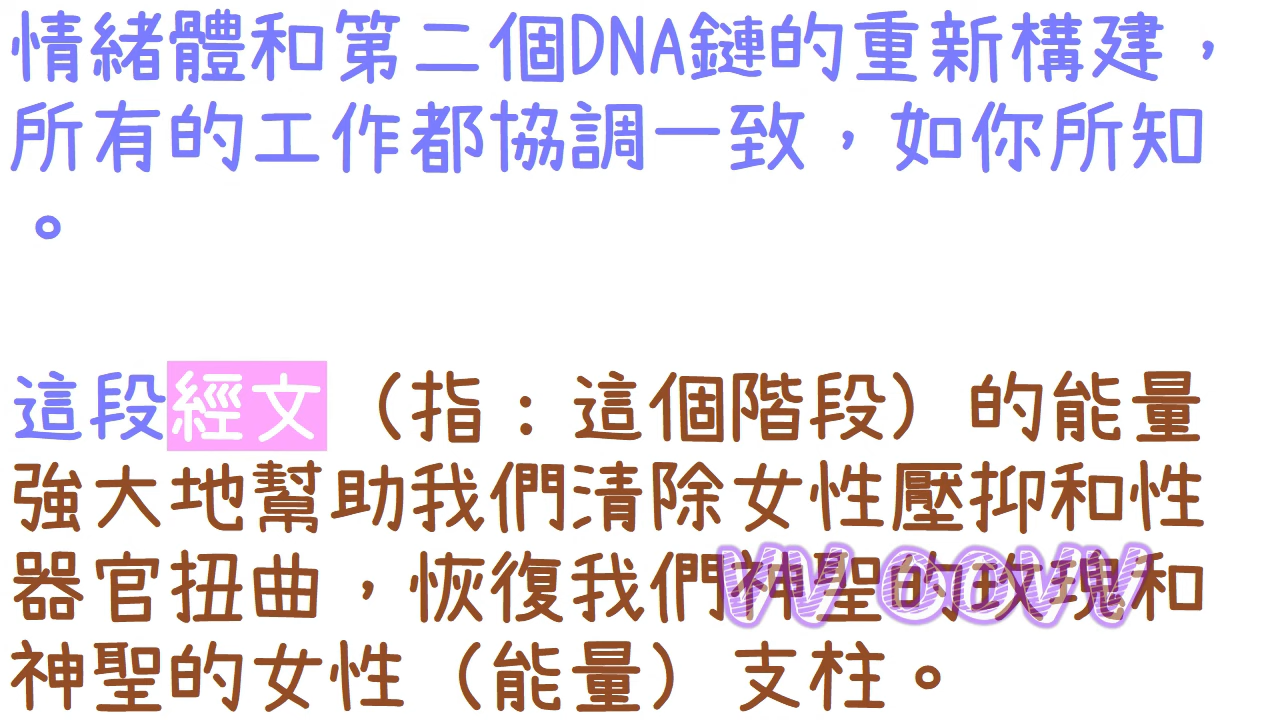 情緒體和第二個DNA鏈的重新構建，
所有的工作都協調一致，如你所知
。
這段經文（指：這個階段）的能量
強大地幫助我們清除女性壓抑和性
器官扭曲，恢復我們神聖的玫瑰和
神聖的女性（能量）支柱。